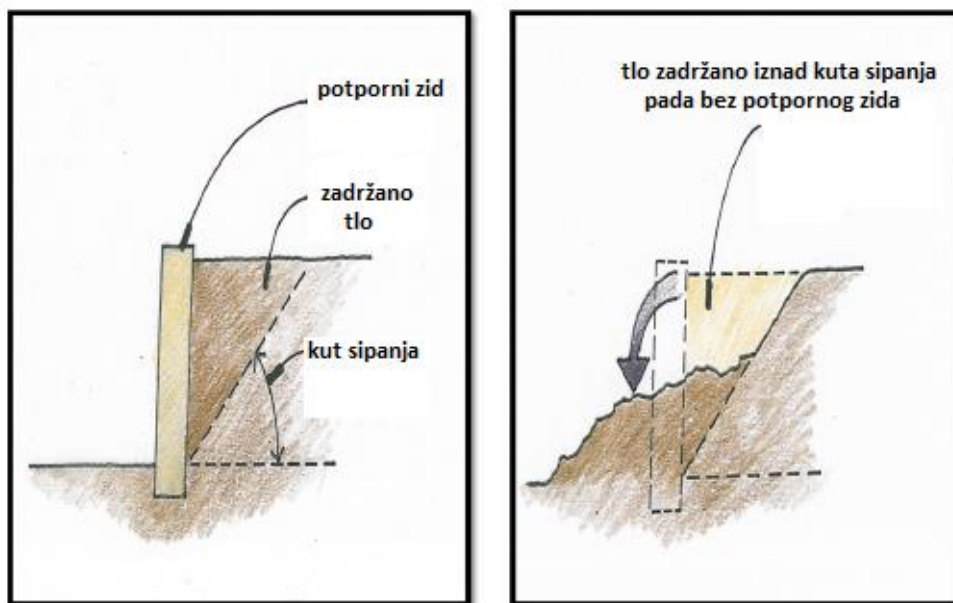 potporni zid
zadržano
tlo
kut sipanja
tlo zadržano iznad kuta sipanja
pada bez potpornog zida